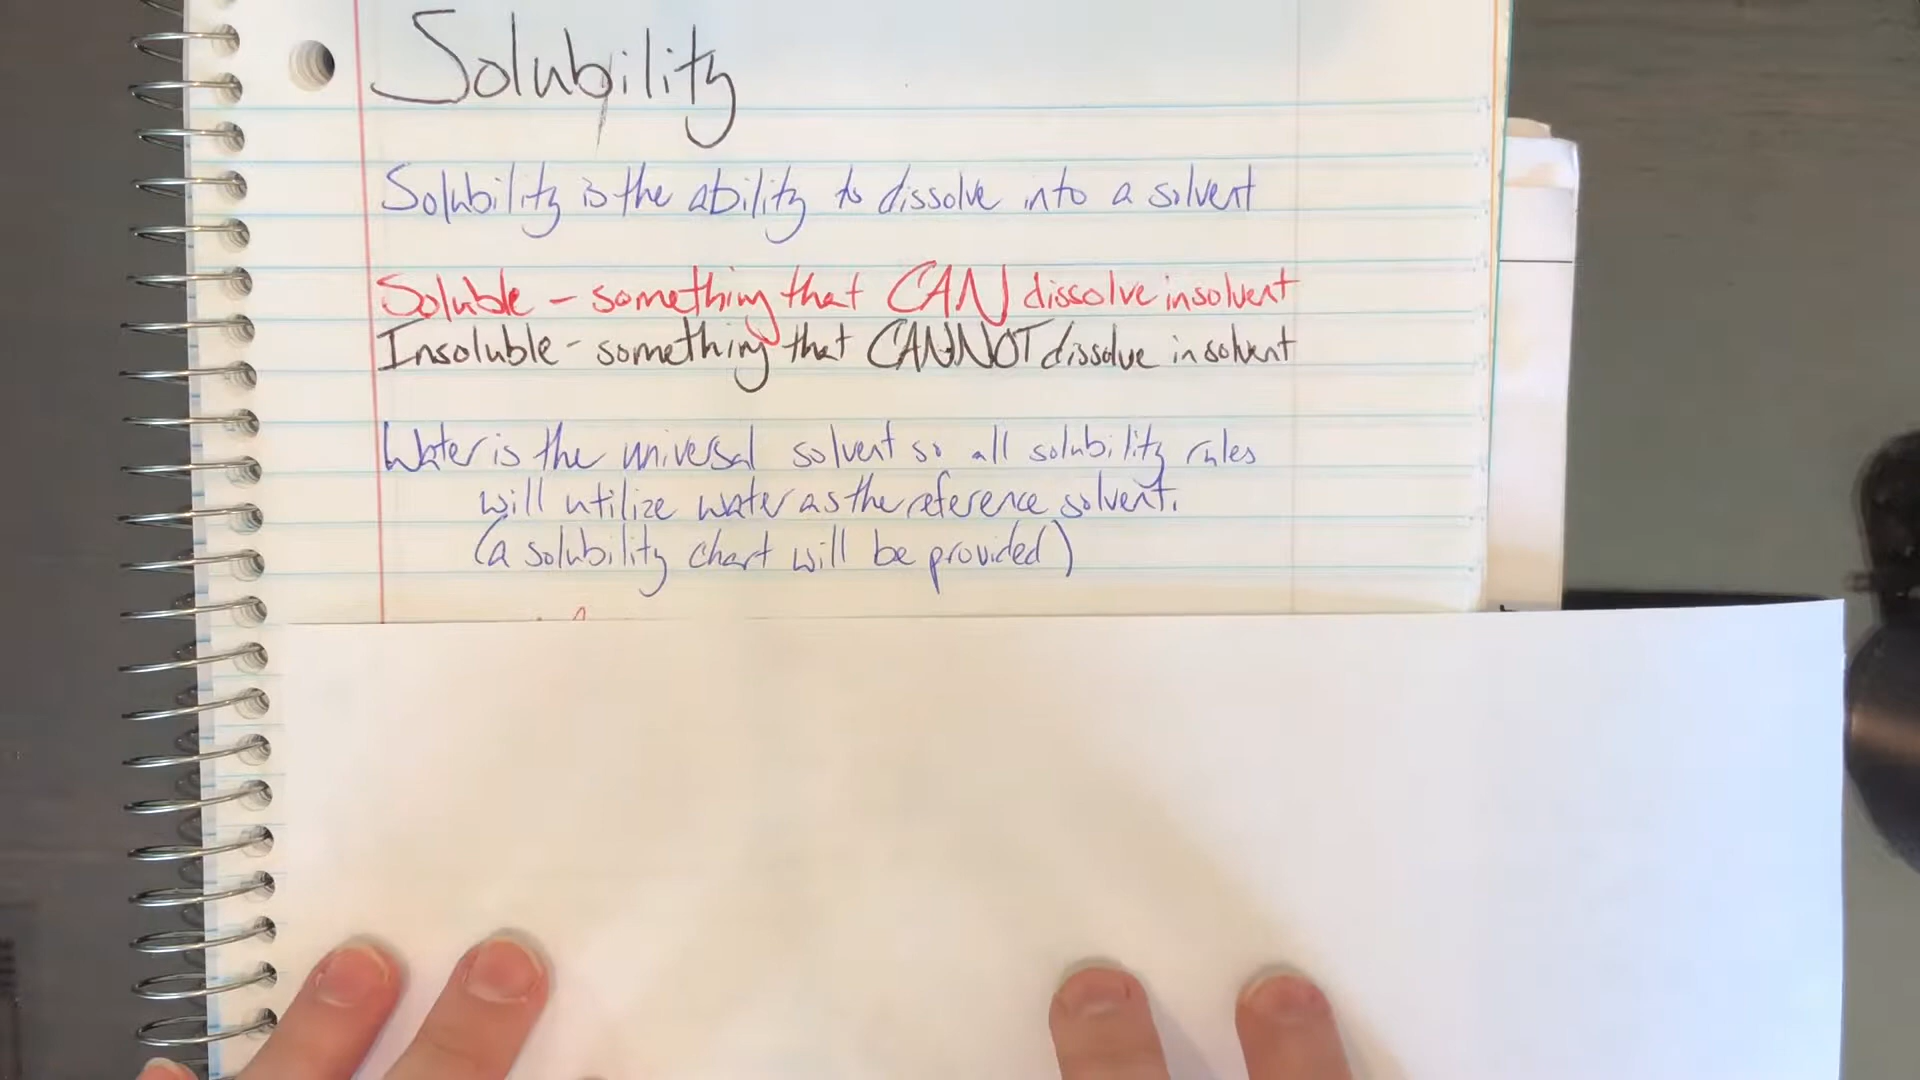 Solubility
Solubility is the ability to dissolve into a solvent
Soluble - something that CAN dissolve in solvent
Insoluble - something that CANNOT dissolve in solvent
Water is the universal solvent so all solubility rules
will utilize water as the reference solvent.
(a solubility chart will be provided)